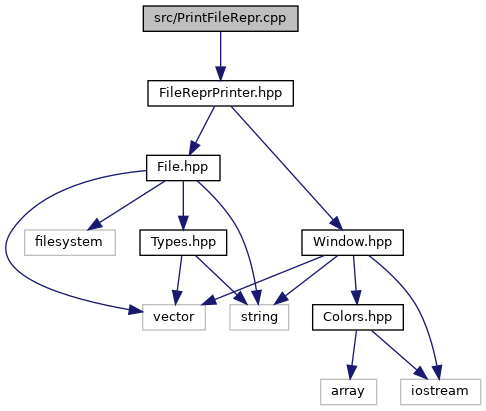 src/PrintFileRepr.cpp
FileReprPrinter.hpp
File.hpp
filesystem
Types.hpp
Window.hpp
vector
string
Colors.hpp
array
iostream